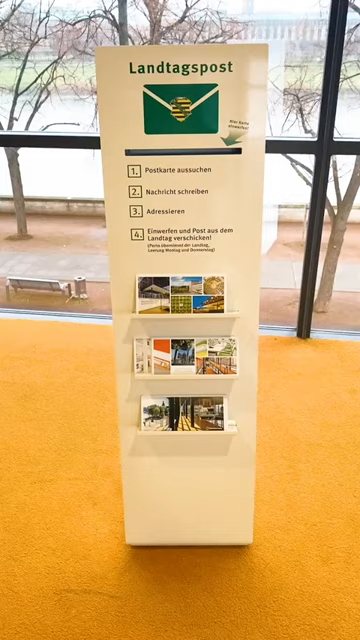 Landtagspost
Hier Karte
einwerfen!
1. Postkarte aussuchen
2. Nachricht schreiben
3. Adressieren
4. Einwerfen und Post aus dem
Landtag verschicken!
(Porto übernimmt der Landtag,
Leerung Montag und Donnerstag)